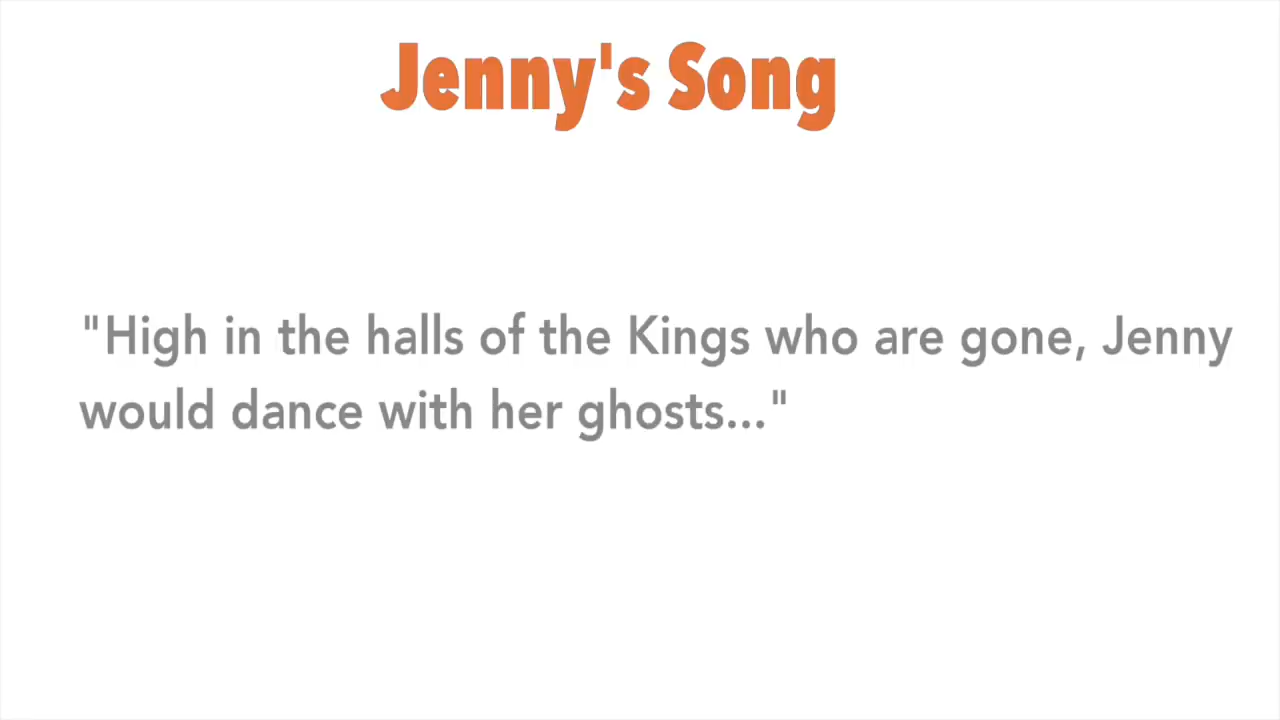 Jenny's Song
"High in the halls of the Kings who are gone, Jenny
would dance with her ghosts..."